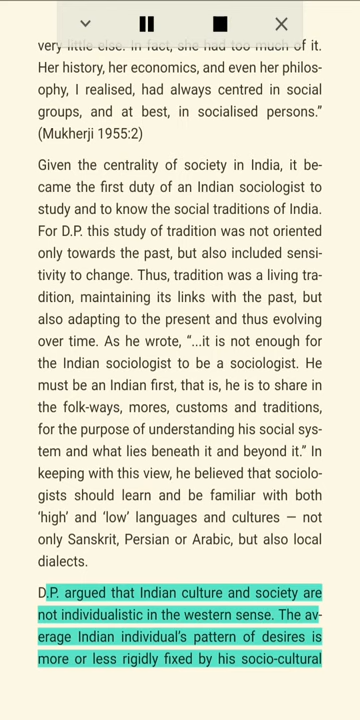 very little else. In fact, she had too much of it.
Her history, her economics, and even her philos-
ophy, I realised, had always centred in social
groups, and at best, in socialised persons.”
(Mukherji 1955:2)
Given the centrality of society in India, it be-
came the first duty of an Indian sociologist to
study and to know the social traditions of India.
For D.P. this study of tradition was not oriented
only towards the past, but also included sensi-
tivity to change. Thus, tradition was a living tra-
dition, maintaining its links with the past, but
also adapting to the present and thus evolving
over time. As he wrote, “...it is not enough for
the Indian sociologist to be a sociologist. He
must be an Indian first, that is, he is to share in
the folk-ways, mores, customs and traditions,
for the purpose of understanding his social sys-
tem and what lies beneath it and beyond it.” In
keeping with this view, he believed that sociolo-
gists should learn and be familiar with both
‘high’ and ‘low’ languages and cultures — not
only Sanskrit, Persian or Arabic, but also local
dialects.
D.P. argued that Indian culture and society are
not individualistic in the western sense. The av-
erage Indian individual's pattern of desires is
more or less rigidly fixed by his socio-cultural